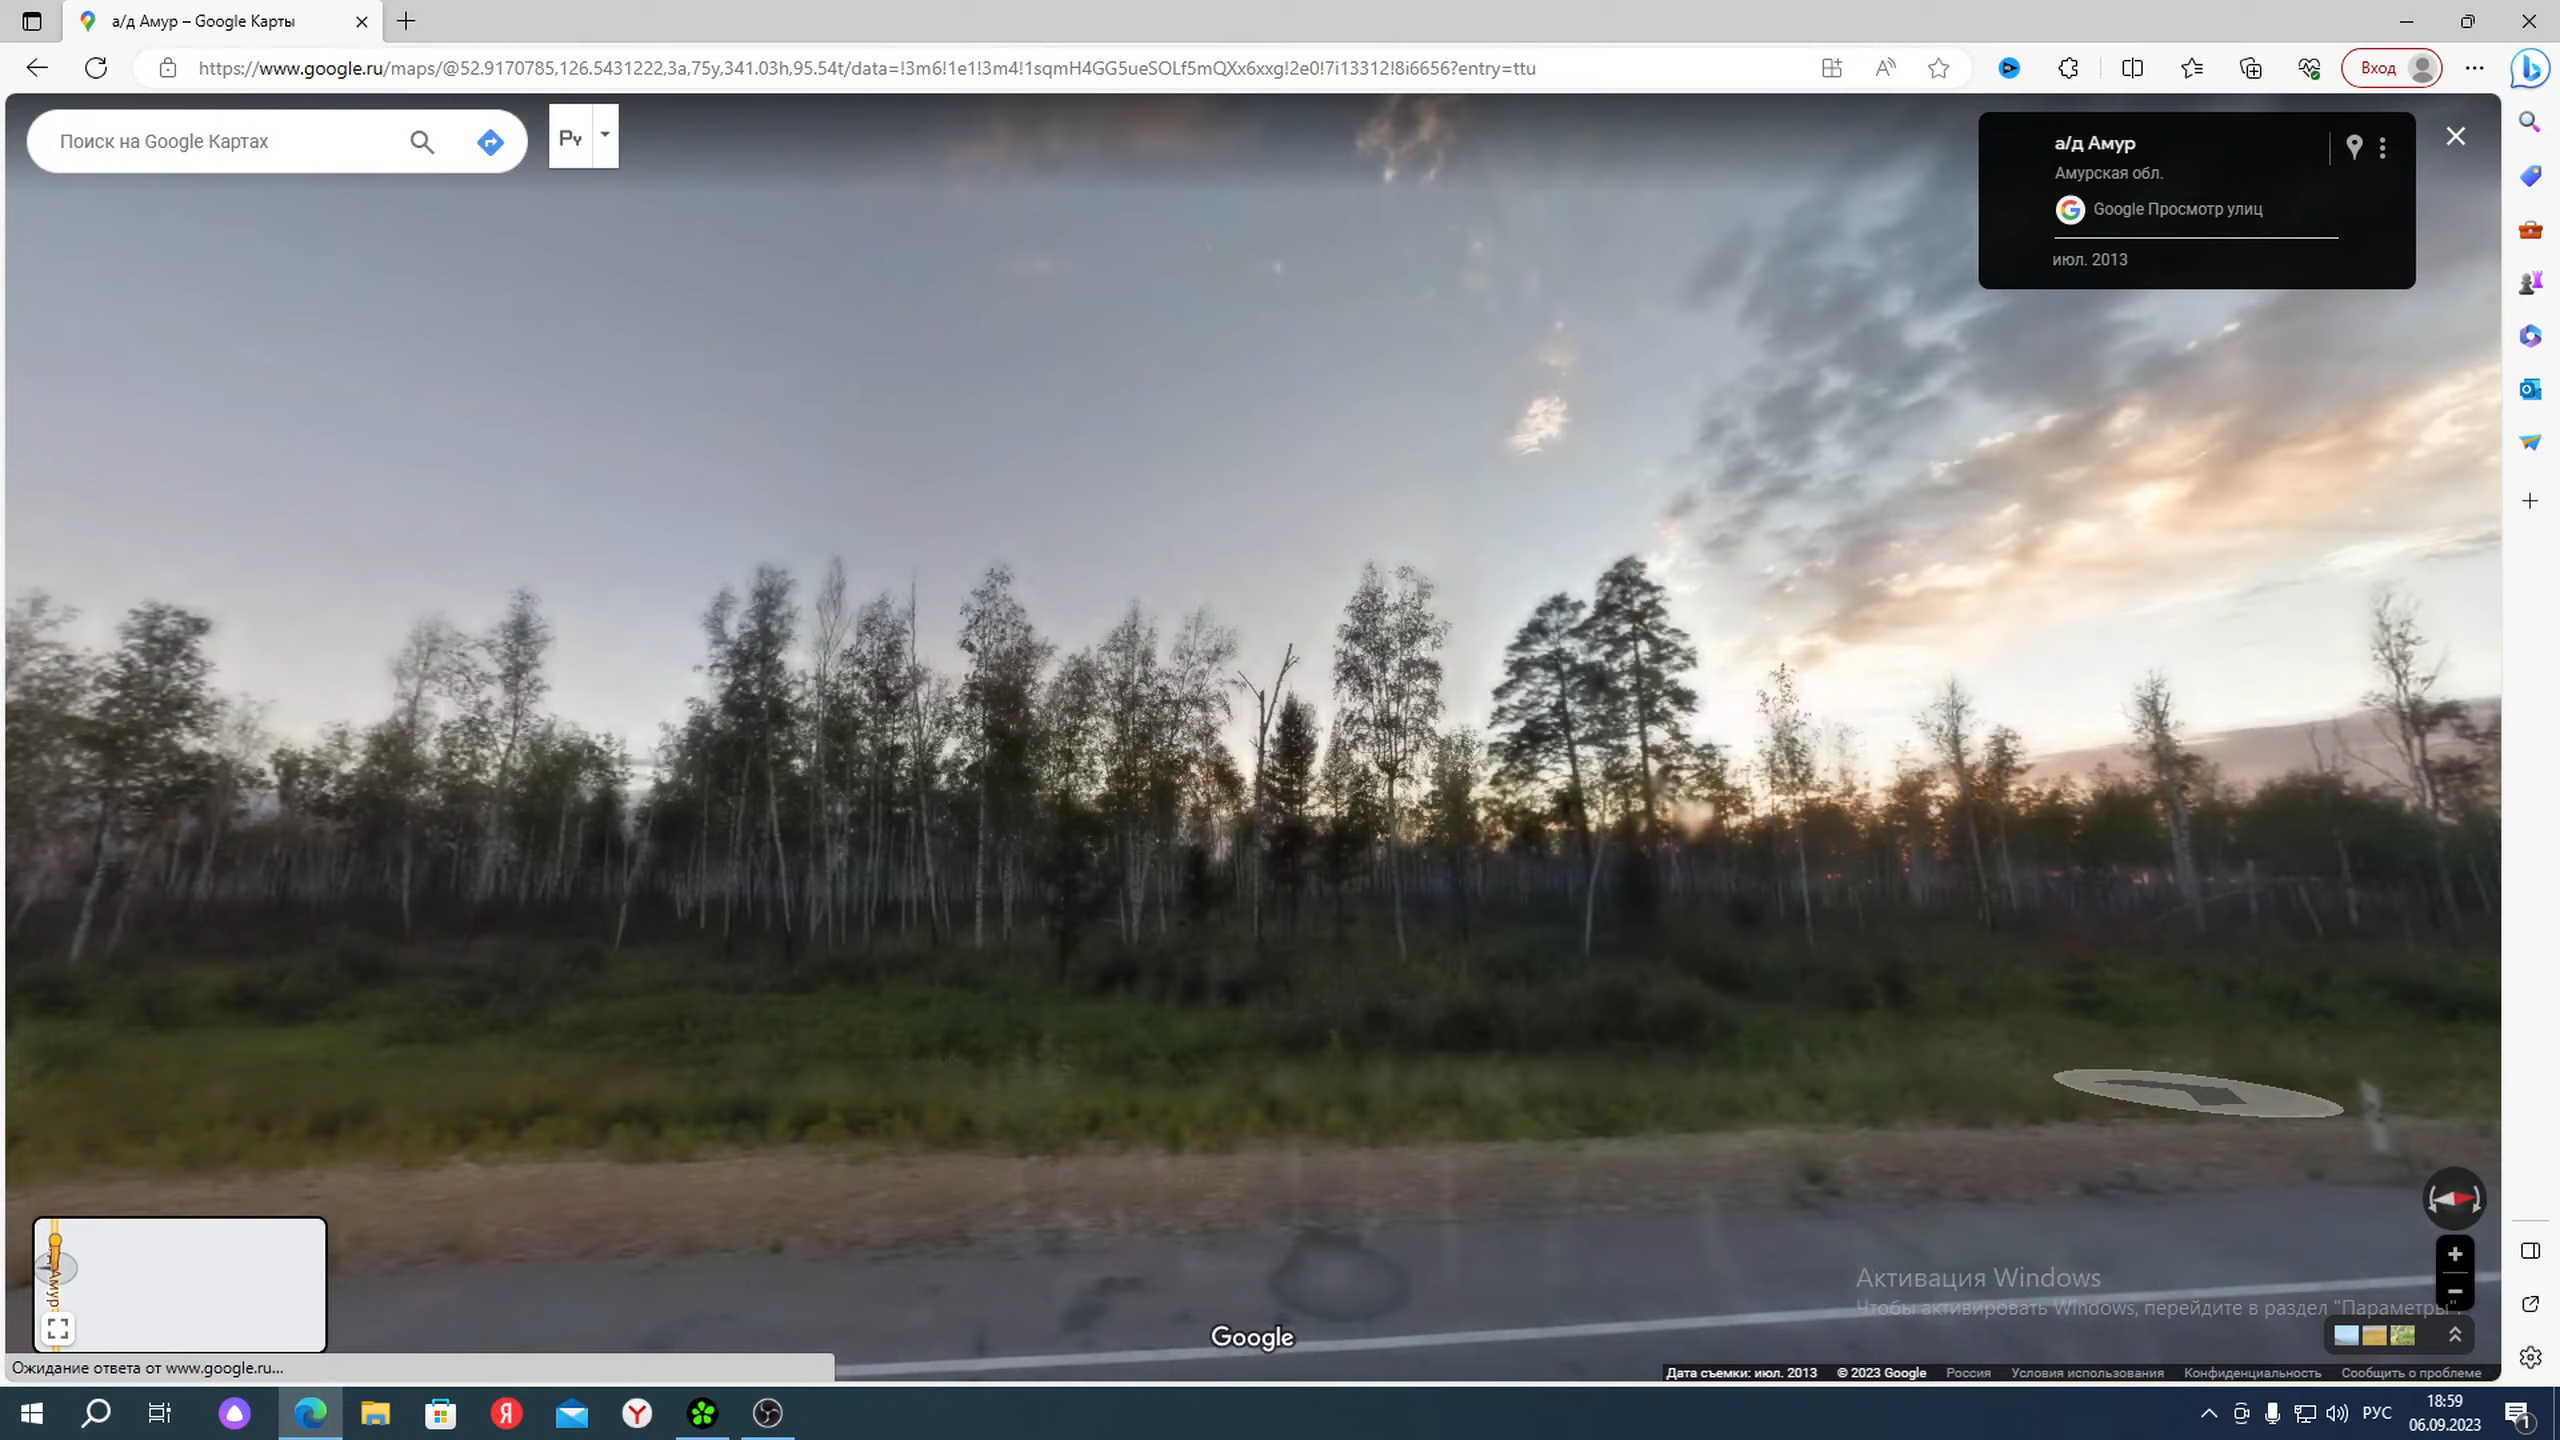 а/д Амур – Google Карты
https://www.google.ru/maps/@52.9170785,126.5431222,3a,75y,341.03h,95.54t/data=!3m6!1e1!3m4!1sqmH4GG5ueSOLf5mQXx6xxg!2e0!7i13312!8i6656?entry=ttu
Вход
Поиск на Google Картах
Ру
а/д Амур
Амурская обл.
Google Просмотр улиц
июл. 2013
Амур
Активация Windows
Чтобы активировать Windows, перейдите в раздел "Параметры".
Google
Ожидание ответа от www.google.ru...
Дата съемки: июл. 2013 © 2023 Google Россия Условия использования Конфиденциальность Сообщить о проблеме
РУС
18:59
06.09.2023
1